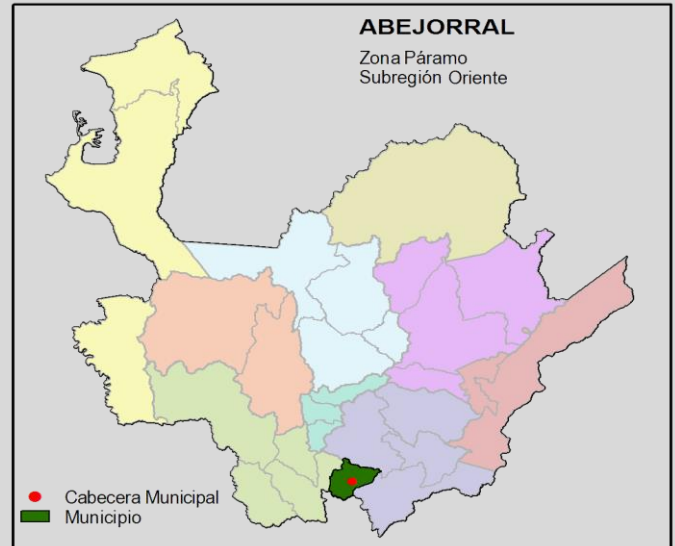 ABEJORRAL
Zona Páramo
Subregión Oriente
Cabecera Municipal
Municipio